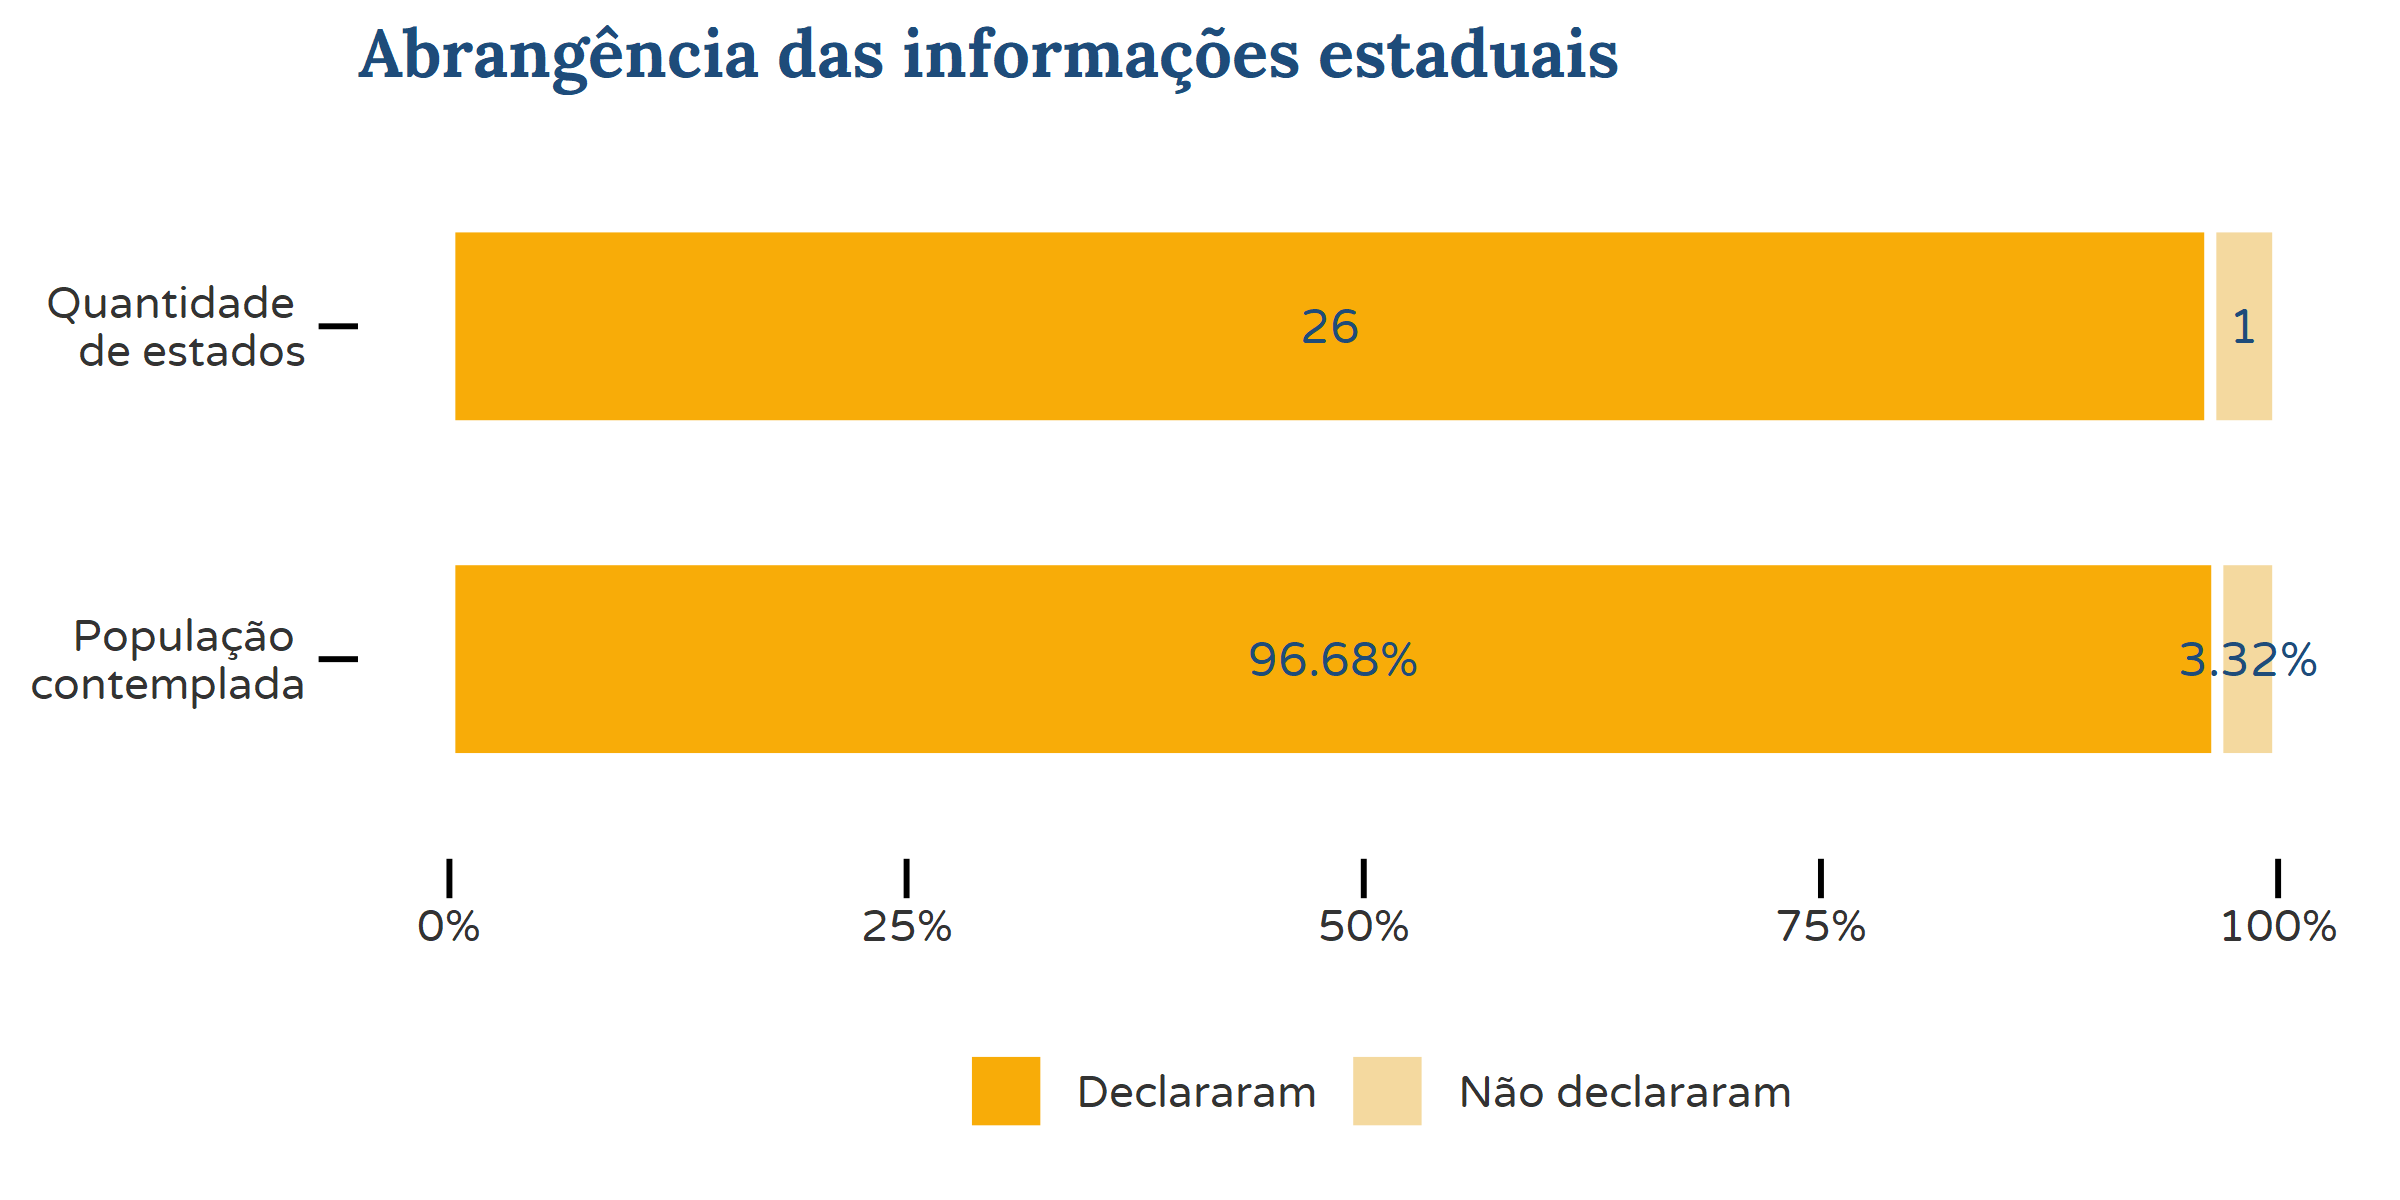 Abrangência das informações estaduais
Quantidade
de estados
26
1
População
contemplada
96.68%
3.32%
0%
25%
50%
75%
100%
Declararam
Não declararam